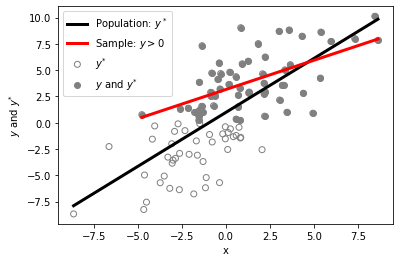 10.0
7.5
5.0
2.5
0.0
−2.5
−5.0
−7.5
y and y*
Population: y *
Sample: y > 0
y*
y and y*
−7.5 −5.0 −2.5 0.0 2.5 5.0 7.5
x